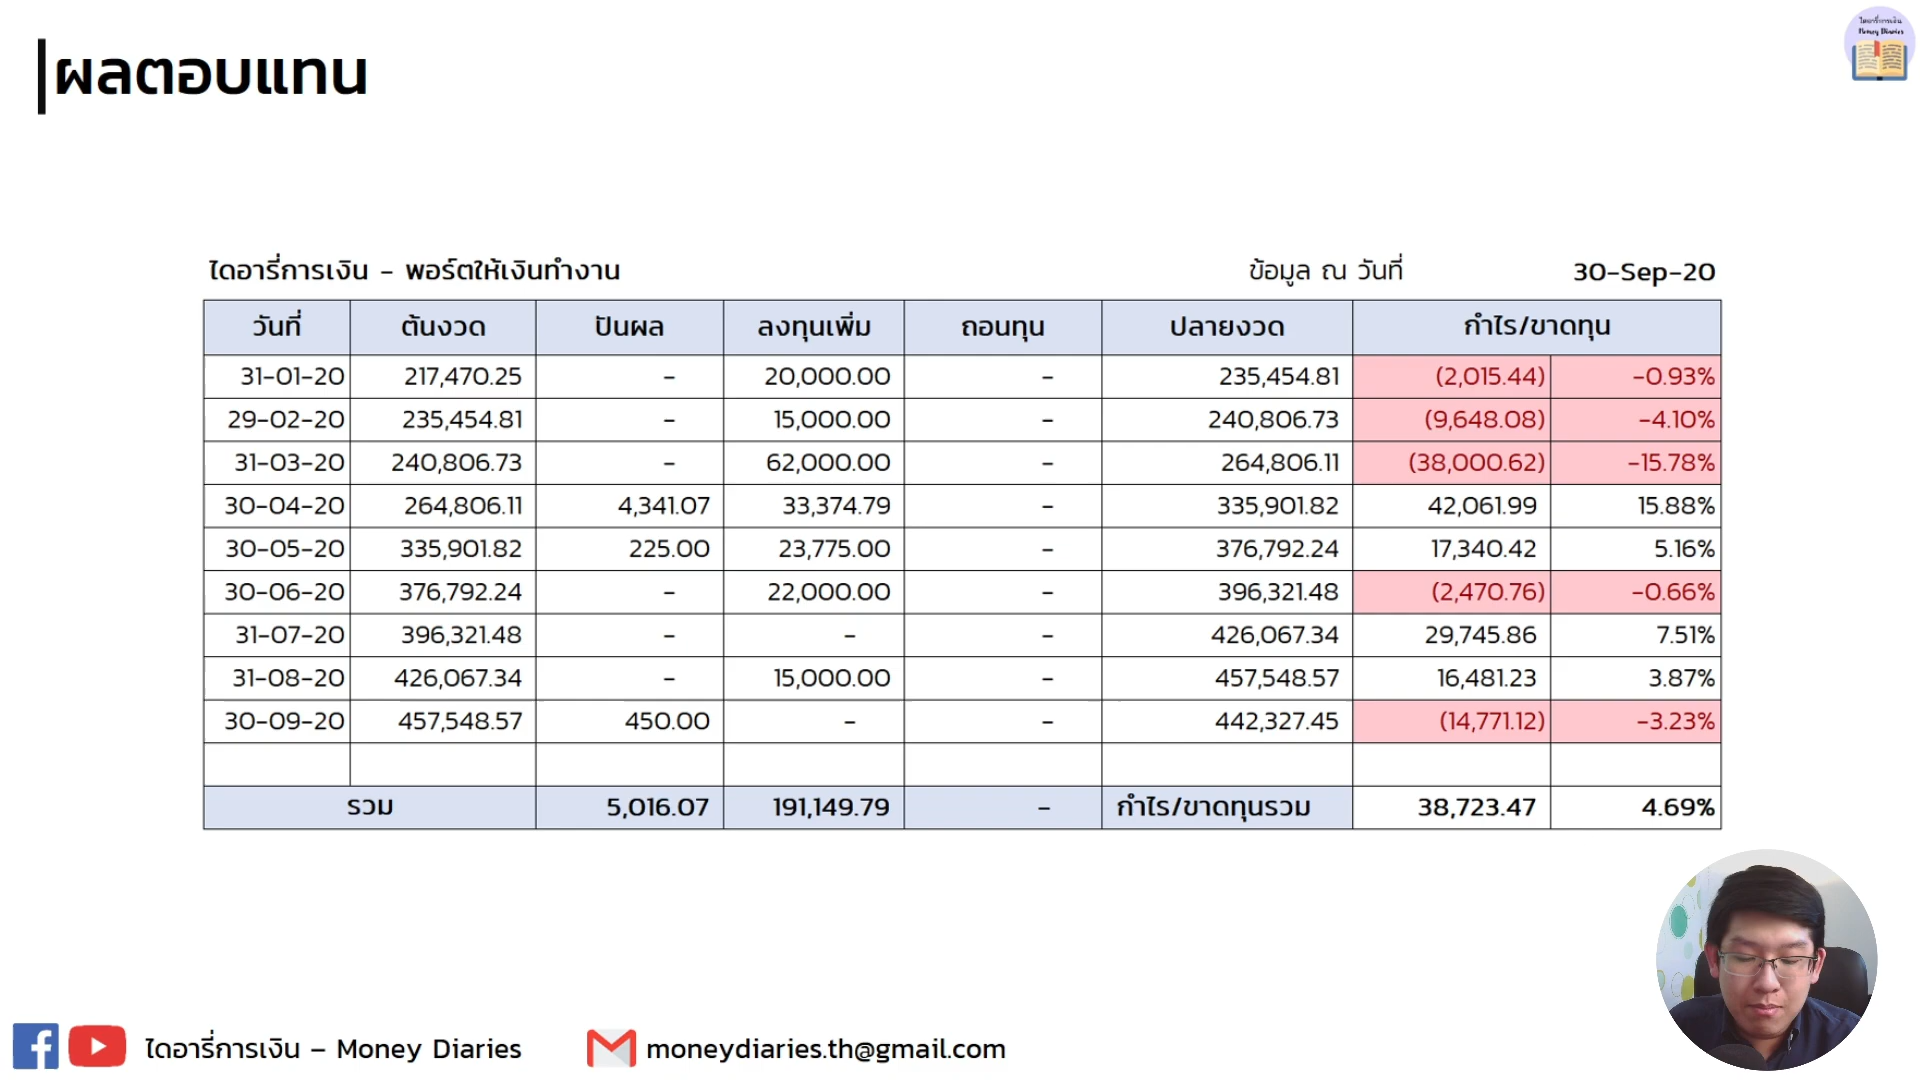 ผลตอบแทน
ไดอารี่การเงิน
Money Diaries
ไดอารี่การเงิน – พอร์ตให้เงินทำงาน ข้อมูล ณ วันที่ 30-Sep-20
วันที่ ต้นงวด ปันผล ลงทุนเพิ่ม ถอนทุน ปลายงวด กำไร/ขาดทุน
31-01-20 217,470.25 - 20,000.00 - 235,454.81 (2,015.44) -0.93%
29-02-20 235,454.81 - 15,000.00 - 240,806.73 (9,648.08) -4.10%
31-03-20 240,806.73 - 62,000.00 - 264,806.11 (38,000.62) -15.78%
30-04-20 264,806.11 4,341.07 33,374.79 - 335,901.82 42,061.99 15.88%
30-05-20 335,901.82 225.00 23,775.00 - 376,792.24 17,340.42 5.16%
30-06-20 376,792.24 - 22,000.00 - 396,321.48 (2,470.76) -0.66%
31-07-20 396,321.48 - - - 426,067.34 29,745.86 7.51%
31-08-20 426,067.34 - 15,000.00 - 457,548.57 16,481.23 3.87%
30-09-20 457,548.57 450.00 - - 442,327.45 (14,771.12) -3.23%
รวม 5,016.07 191,149.79 - กำไร/ขาดทุนรวม 38,723.47 4.69%
ไดอารี่การเงิน – Money Diaries moneydiaries.th@gmail.com